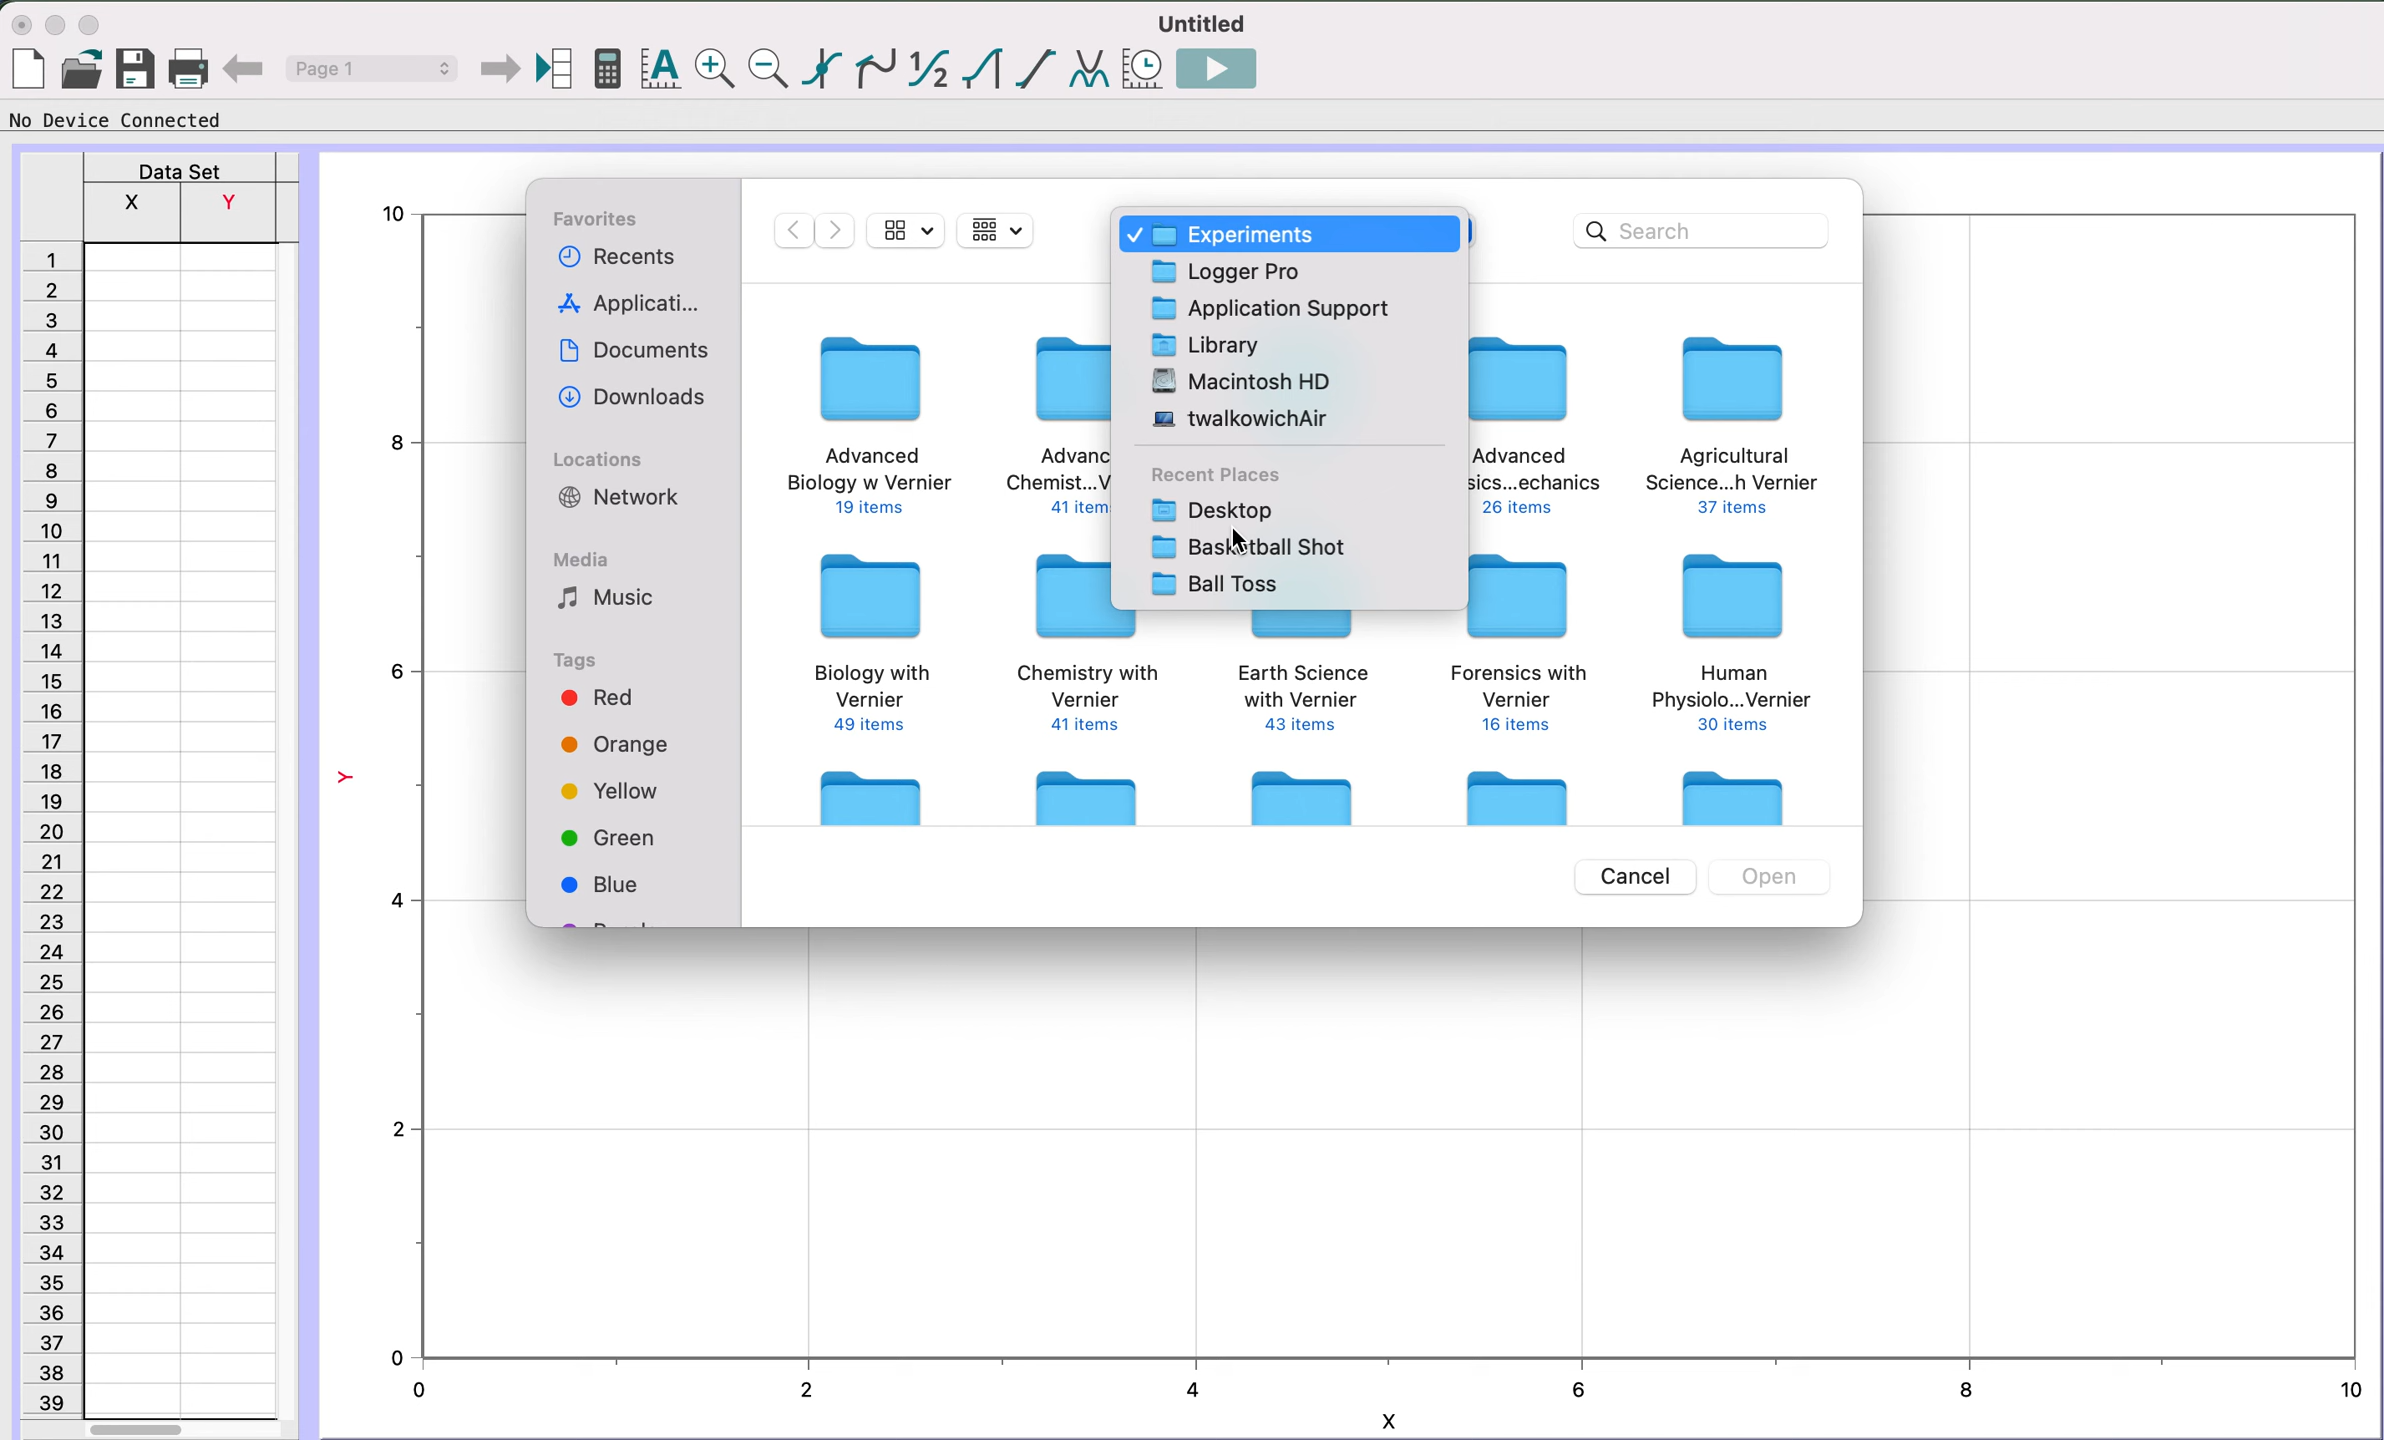 Untitled
Page 1
A
1/2
No Device Connected
Data Set
X Y
1
2
3
4
5
6
7
8
9
10
11
12
13
14
15
16
17
18
19
20
21
22
23
24
25
26
27
28
29
30
31
32
33
34
35
36
37
38
39
Y
10
8
6
4
2
0
0 2 4 6 8 10
X
Favorites
Recents
Applicati...
Documents
Downloads
Locations
Network
Media
Music
Tags
Red
Orange
Yellow
Green
Blue
Search
Experiments
Logger Pro
Application Support
Library
Macintosh HD
twalkowichAir
Recent Places
Desktop
Basketball Shot
Ball Toss
Advanced
Biology w Vernier
19 items
Advanc
Chemist...V
41 item
Advanced
sics...echanics
26 items
Agricultural
Science...h Vernier
37 items
Biology with
Vernier
49 items
Chemistry with
Vernier
41 items
Earth Science
with Vernier
43 items
Forensics with
Vernier
16 items
Human
Physiolo...Vernier
30 items
Cancel
Open